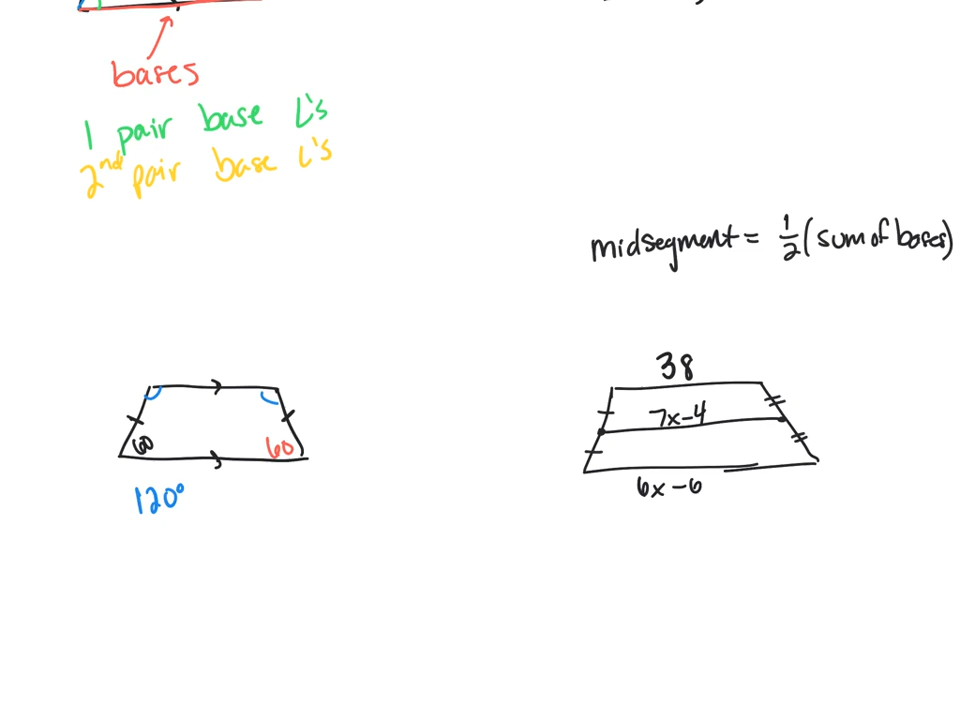 bases
1 pair base L's
2nd pair base L's
midsegment = 1/2 (sum of bases)
38
7x-4
60 60
6x-6
120°